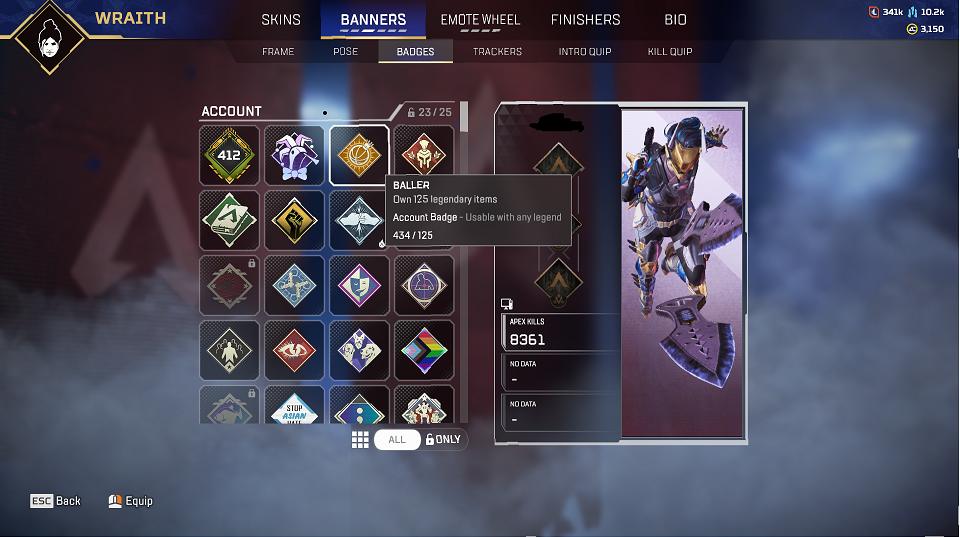 WRAITH
SKINS
BANNERS
EMOTE WHEEL
FINISHERS
BIO
341k
10.2k
3,150
FRAME
POSE
BADGES
TRACKERS
INTRO QUIP
KILL QUIP
ACCOUNT
23 / 25
412
BALLER
Own 125 legendary items
Account Badge - Usable with any legend
434 / 125
APEX KILLS
8361
NO DATA
-
NO DATA
-
STOP
ASIAN
ALL
ONLY
ESC Back
Equip